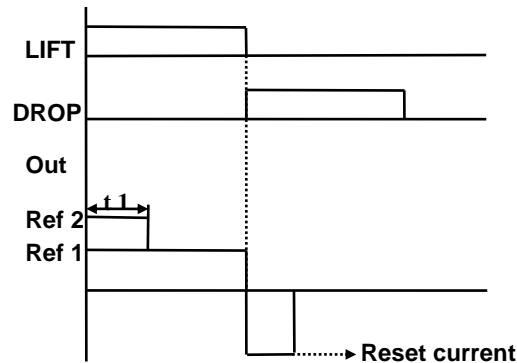 LIFT
DROP
Out
t 1
Ref 2
Ref 1
Reset current